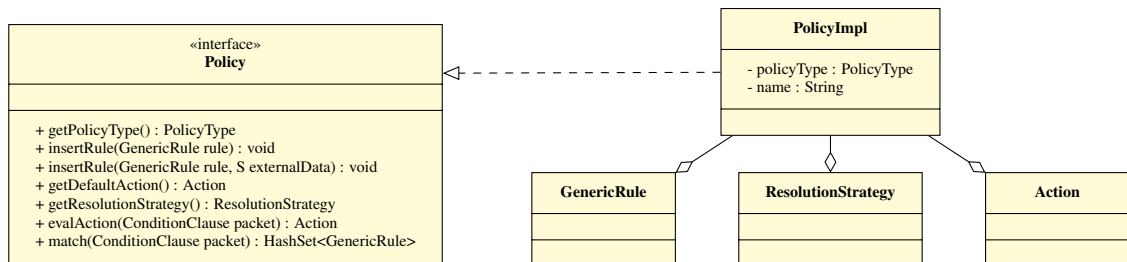 «interface»
Policy
+ getPolicyType() : PolicyType
+ insertRule(GenericRule rule) : void
+ insertRule(GenericRule rule, S externalData) : void
+ getDefaultAction() : Action
+ getResolutionStrategy() : ResolutionStrategy
+ evalAction(ConditionClause packet) : Action
+ match(ConditionClause packet) : HashSet<GenericRule>
PolicyImpl
- policyType : PolicyType
- name : String
GenericRule
ResolutionStrategy
Action